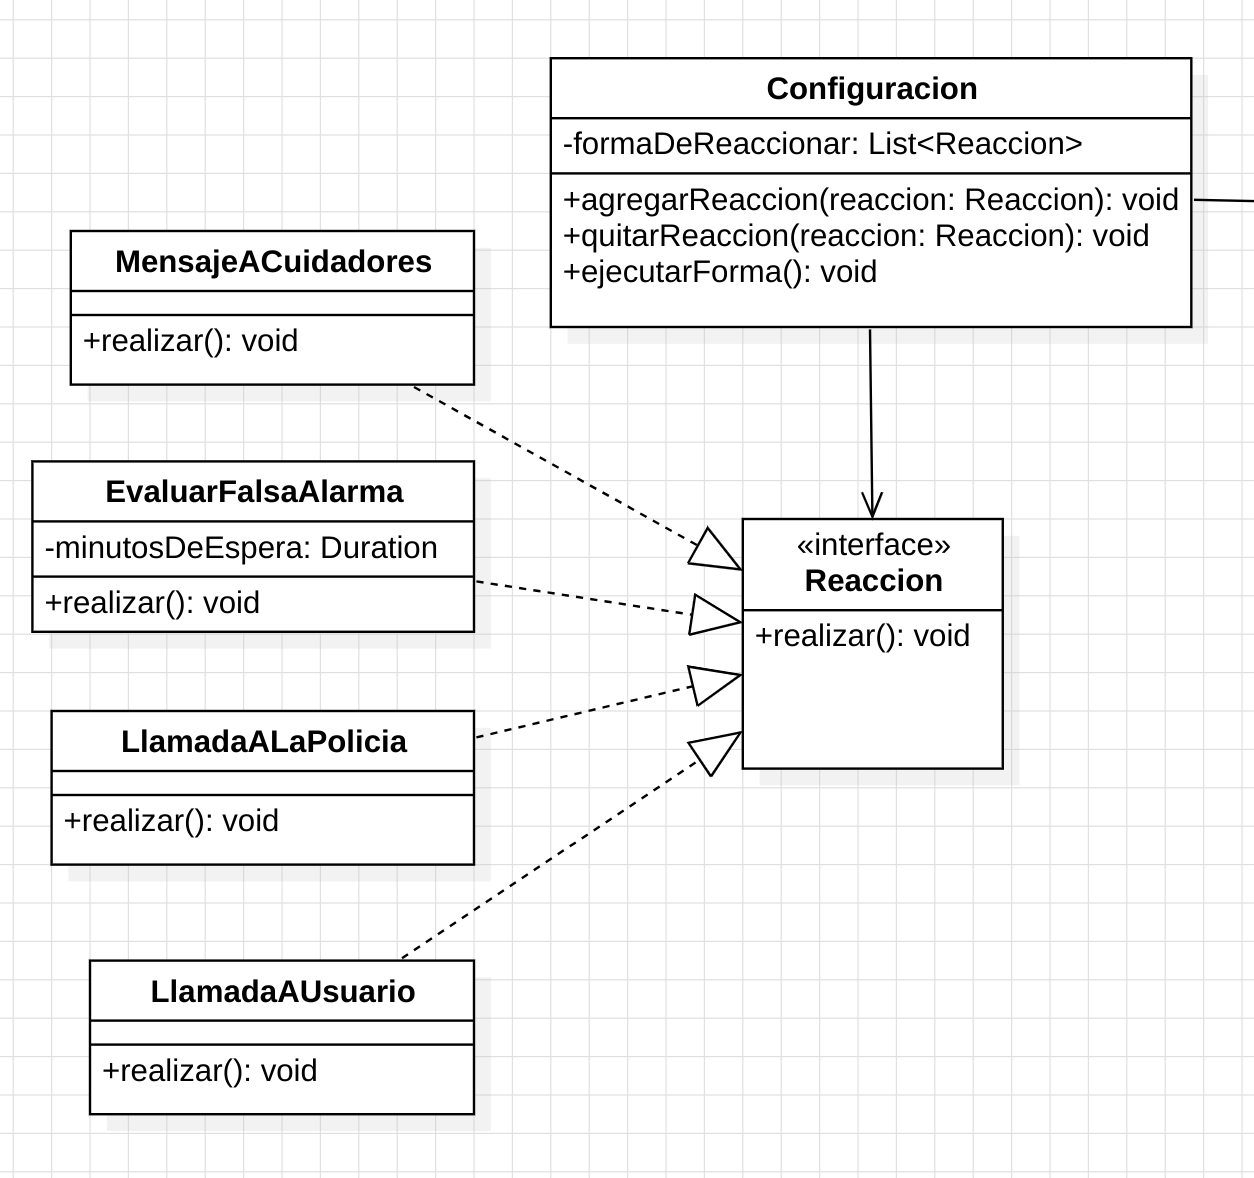 Configuracion
-formaDeReaccionar: List<Reaccion>
+agregarReaccion(reaccion: Reaccion): void
+quitarReaccion(reaccion: Reaccion): void
+ejecutarForma(): void
MensajeACuidadores
+realizar(): void
EvaluarFalsaAlarma
-minutosDeEspera: Duration
+realizar(): void
«interface»
Reaccion
+realizar(): void
LlamadaALaPolicia
+realizar(): void
LlamadaAUsuario
+realizar(): void